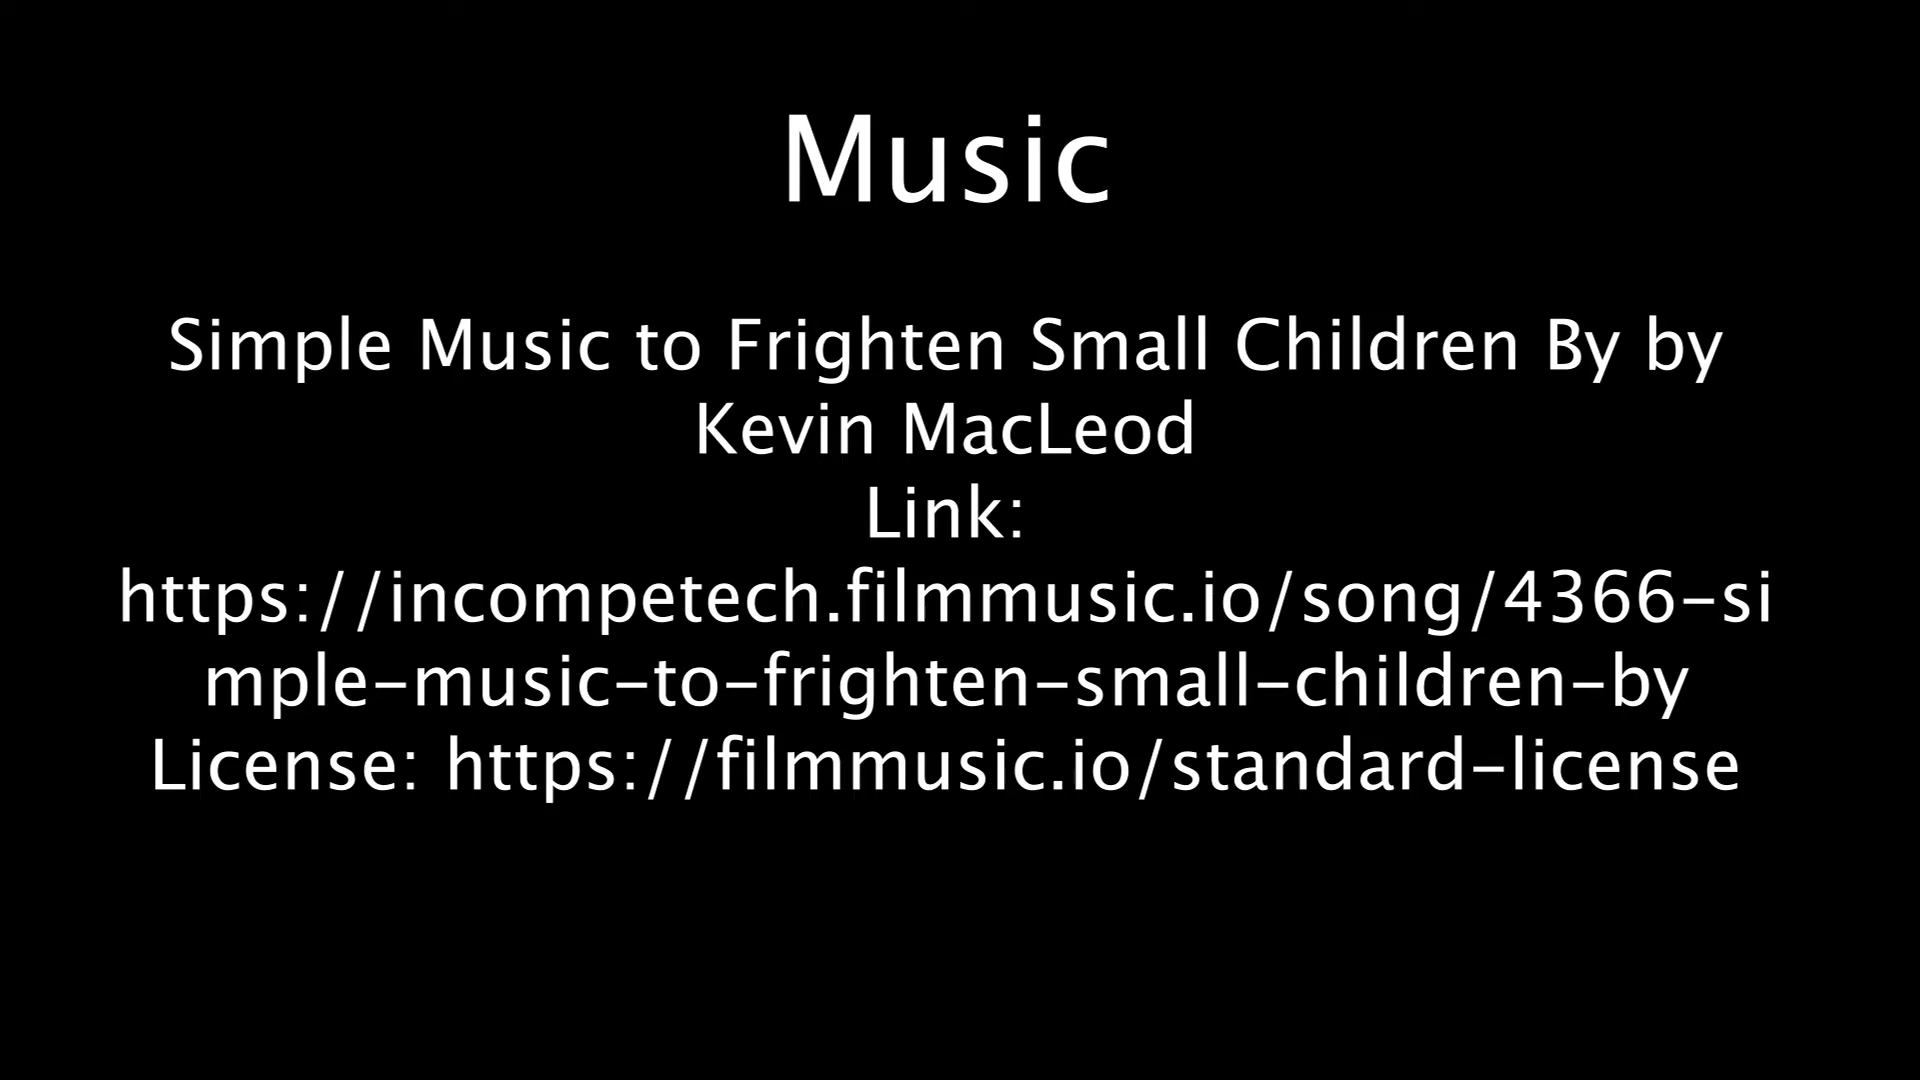 Music
Simple Music to Frighten Small Children By by
Kevin MacLeod
Link:
https://incompetech.filmmusic.io/song/4366-si
mple-music-to-frighten-small-children-by
License: https://filmmusic.io/standard-license